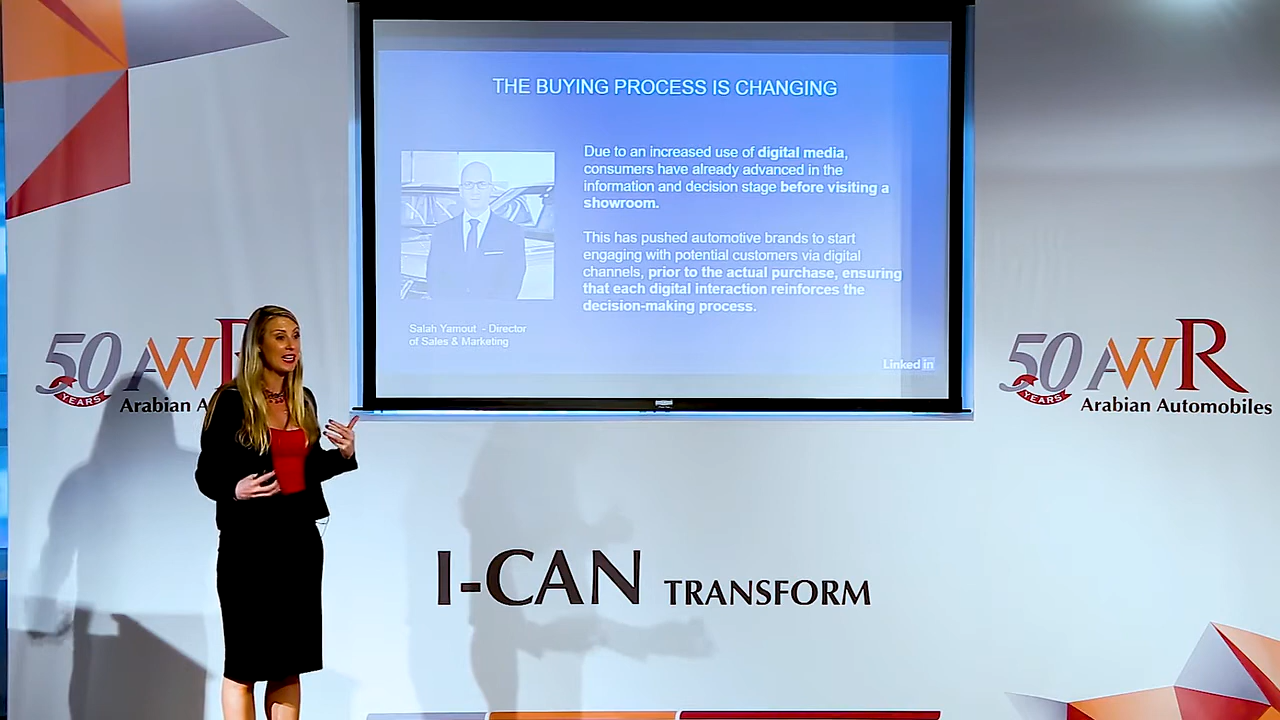 THE BUYING PROCESS IS CHANGING
Due to an increased use of digital media,
consumers have already advanced in the
information and decision stage before visiting a
showroom.
This has pushed automotive brands to start
engaging with potential customers via digital
channels, prior to the actual purchase, ensuring
that each digital interaction reinforces the
decision-making process.
Salah Yamout - Director
of Sales & Marketing
Linked in
50 AWR
YEARS
Arabian A
50 AWR
YEARS
Arabian Automobiles
I-CAN TRANSFORM